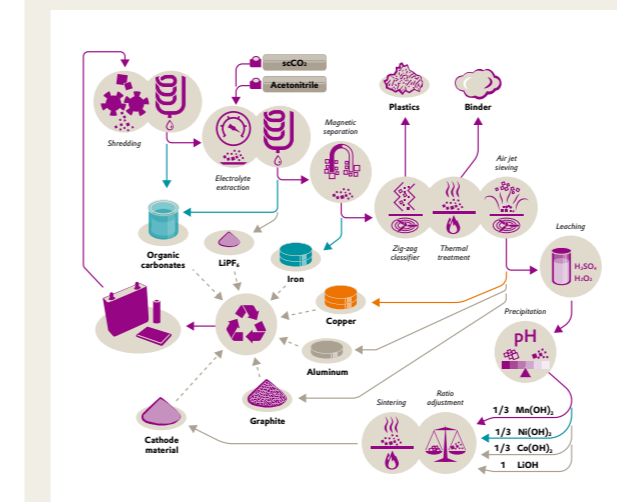 scCO₂
Acetonitrile
Plastics
Binder
Magnetic
separation
Shredding
Air jet
sieving
Electrolyte
extraction
Leaching
Zig-zag
classifier
Thermal
treatment
Organic
carbonates
LiPF₆
Iron
H₂SO₄
H₂O₂
Copper
Precipitation
pH
Aluminum
Sintering
Ratio
adjustment
1/3 Mn(OH)₂
Graphite
1/3 Ni(OH)₂
Cathode
material
1/3 Co(OH)₂
1 LiOH